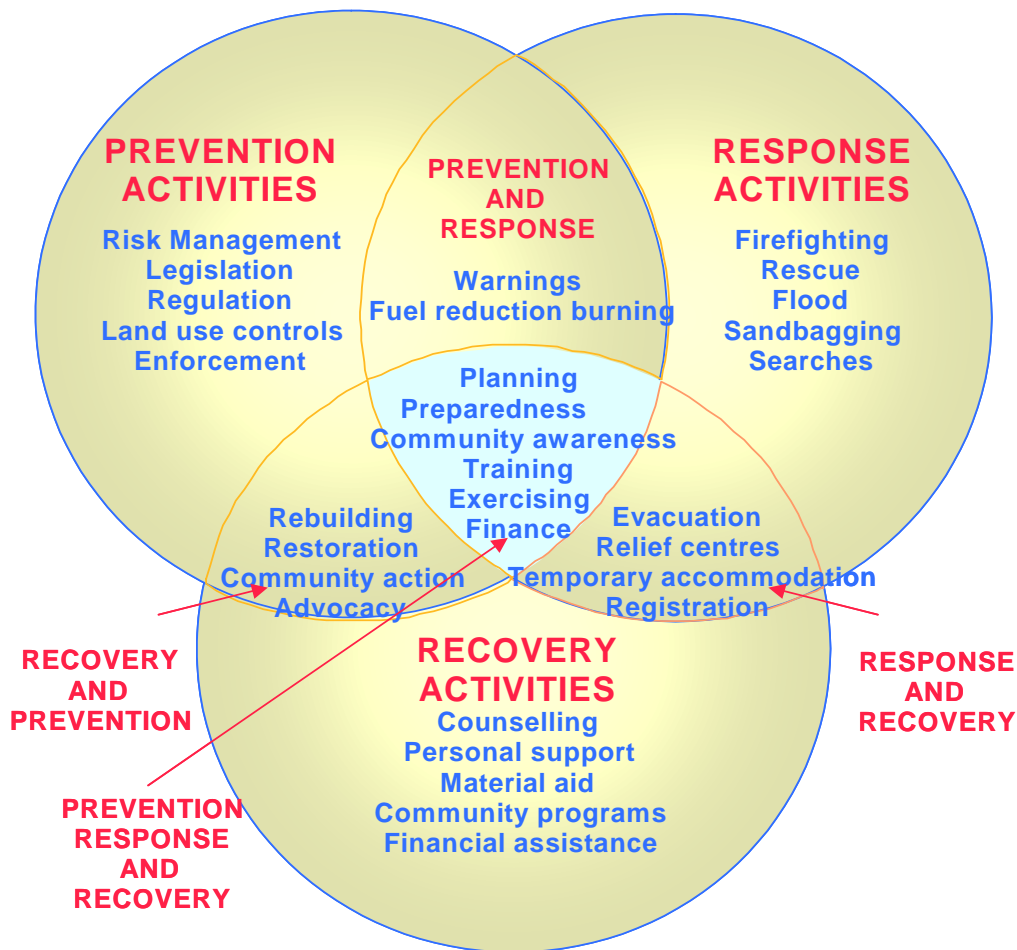 PREVENTION
ACTIVITIES
Risk Management
Legislation
Regulation
Land use controls
Enforcement
PREVENTION
AND
RESPONSE
Warnings
Fuel reduction burning
RESPONSE
ACTIVITIES
Firefighting
Rescue
Flood
Sandbagging
Searches
Planning
Preparedness
Community awareness
Training
Exercising
Finance
Rebuilding
Restoration
Community action
Advocacy
Evacuation
Relief centres
Temporary accommodation
Registration
RECOVERY
AND
PREVENTION
RECOVERY
ACTIVITIES
Counselling
Personal support
Material aid
Community programs
Financial assistance
RESPONSE
AND
RECOVERY
PREVENTION
RESPONSE
AND
RECOVERY